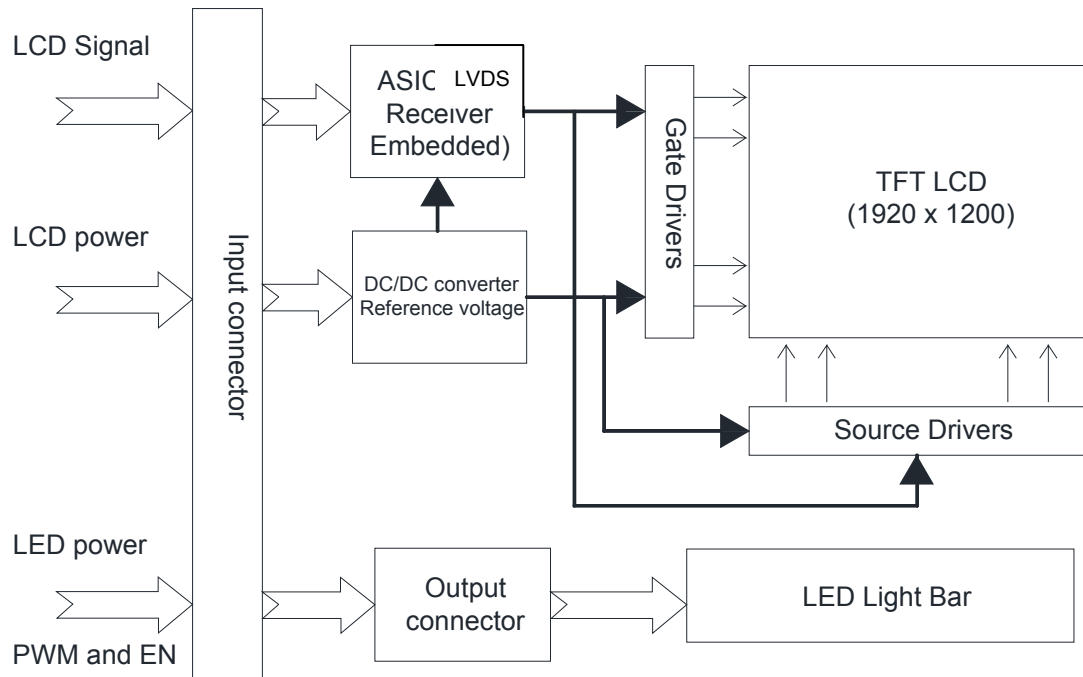 LCD Signal
LCD power
LED power
PWM and EN
Input connector
ASIC LVDS
Receiver
Embedded)
DC/DC converter
Reference voltage
Gate Drivers
TFT LCD
(1920 x 1200)
Source Drivers
Output
connector
LED Light Bar